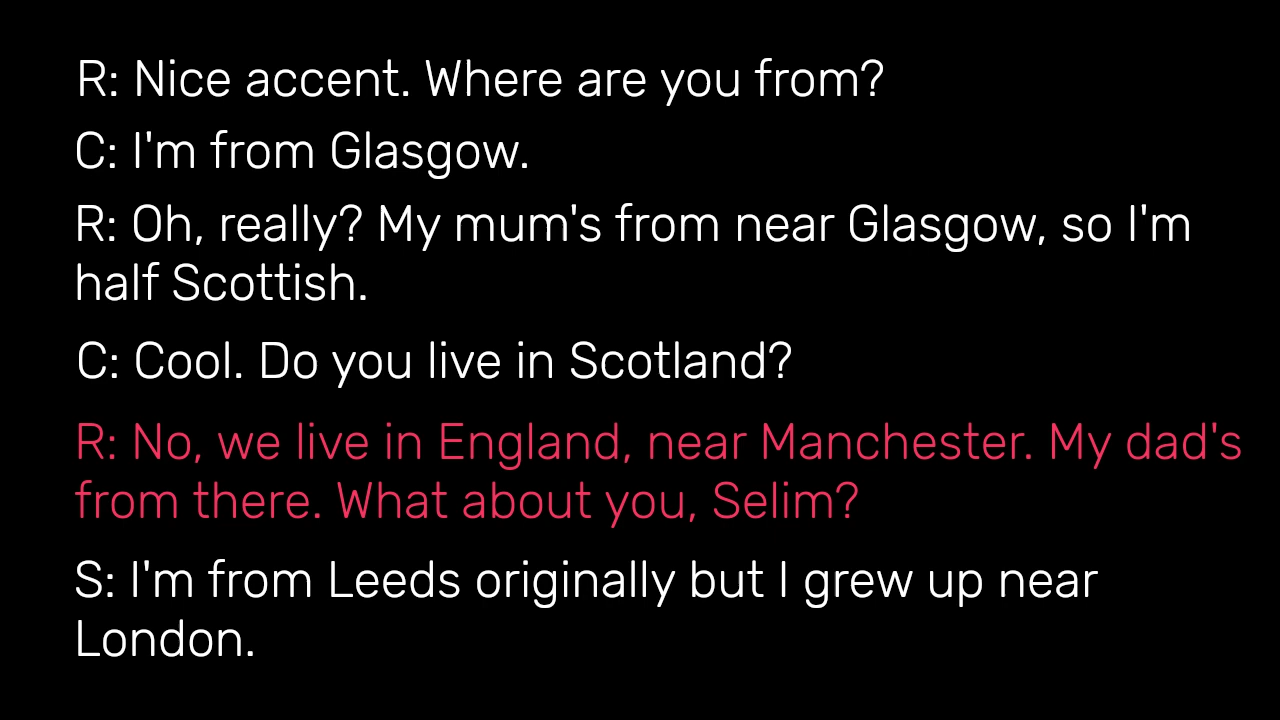 R: Nice accent. Where are you from?
C: I'm from Glasgow.
R: Oh, really? My mum's from near Glasgow, so I'm
half Scottish.
C: Cool. Do you live in Scotland?
R: No, we live in England, near Manchester. My dad's
from there. What about you, Selim?
S: I'm from Leeds originally but I grew up near
London.